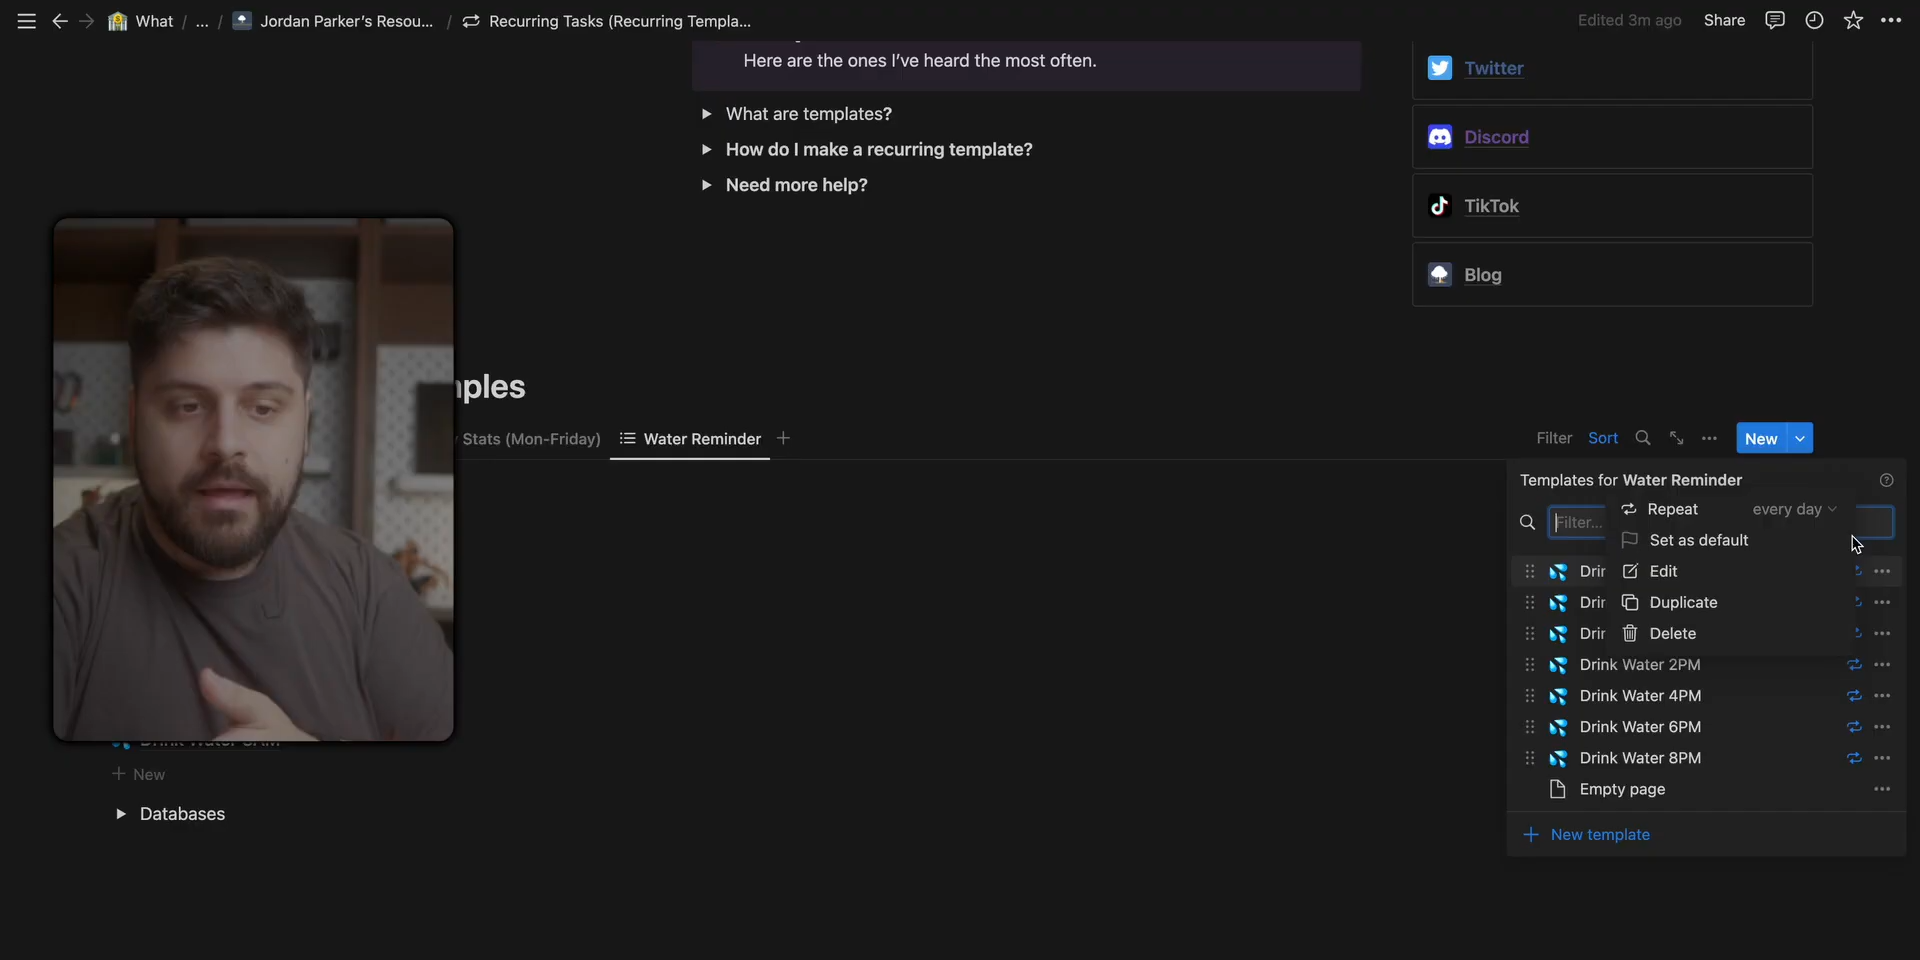 What / ... / Jordan Parker's Resou... / Recurring Tasks (Recurring Templa...
Edited 3m ago Share
Here are the ones I've heard the most often.
What are templates?
How do I make a recurring template?
Need more help?
Twitter
Discord
TikTok
Blog
Stats (Mon-Friday) Water Reminder
Filter Sort New
Templates for Water Reminder
Filter...
Repeat every day
Set as default
Edit
Duplicate
Delete
Drink Water 2PM
Drink Water 4PM
Drink Water 6PM
Drink Water 8PM
Empty page
New template
New
Databases